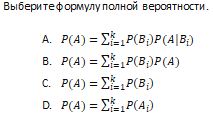 Выберите формулу полной вероятности.
A. P(A) = ∑ᵏᵢ₌₁ P(Bᵢ)P(A|Bᵢ)
B. P(A) = ∑ᵏᵢ₌₁ P(Bᵢ)P(A)
C. P(A) = ∑ᵏᵢ₌₁ P(Bᵢ)
D. P(A) = ∑ᵏᵢ₌₁ P(Aᵢ)